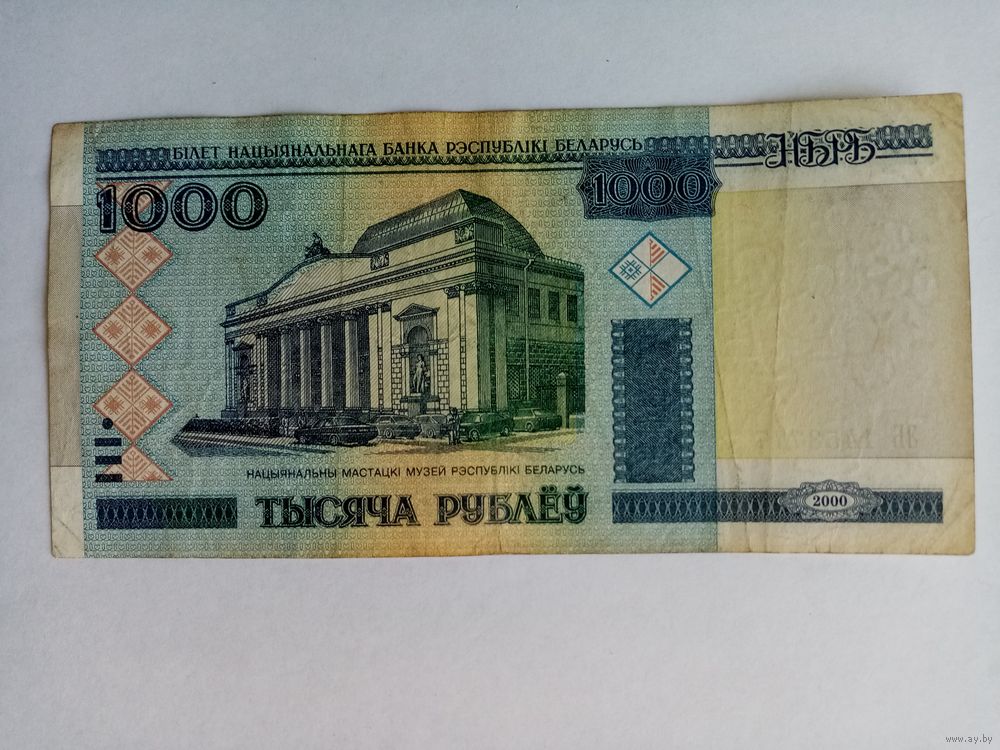 БІЛЕТ НАЦЫЯНАЛЬНАГА БАНКА РЭСПУБЛІКІ БЕЛАРУСЬ
НБРБ
1000
1000
НАЦЫЯНАЛЬНЫ МАСТАЦКІ МУЗЕЙ РЭСПУБЛІКІ БЕЛАРУСЬ
ТЫСЯЧА РУБЛЁЎ
2000
www.ay.by